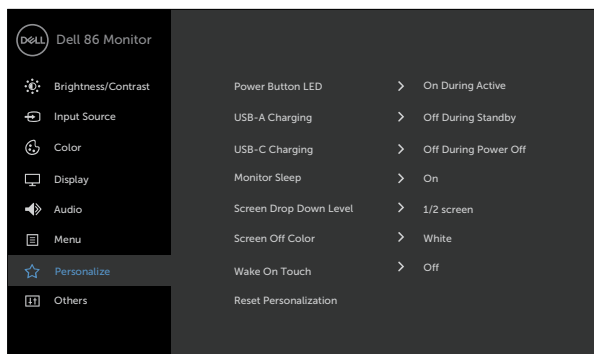 DELL Dell 86 Monitor
Brightness/Contrast
Input Source
Color
Display
Audio
Menu
Personalize
Others
Power Button LED On During Active
USB-A Charging Off During Standby
USB-C Charging Off During Power Off
Monitor Sleep On
Screen Drop Down Level 1/2 screen
Screen Off Color White
Wake On Touch Off
Reset Personalization